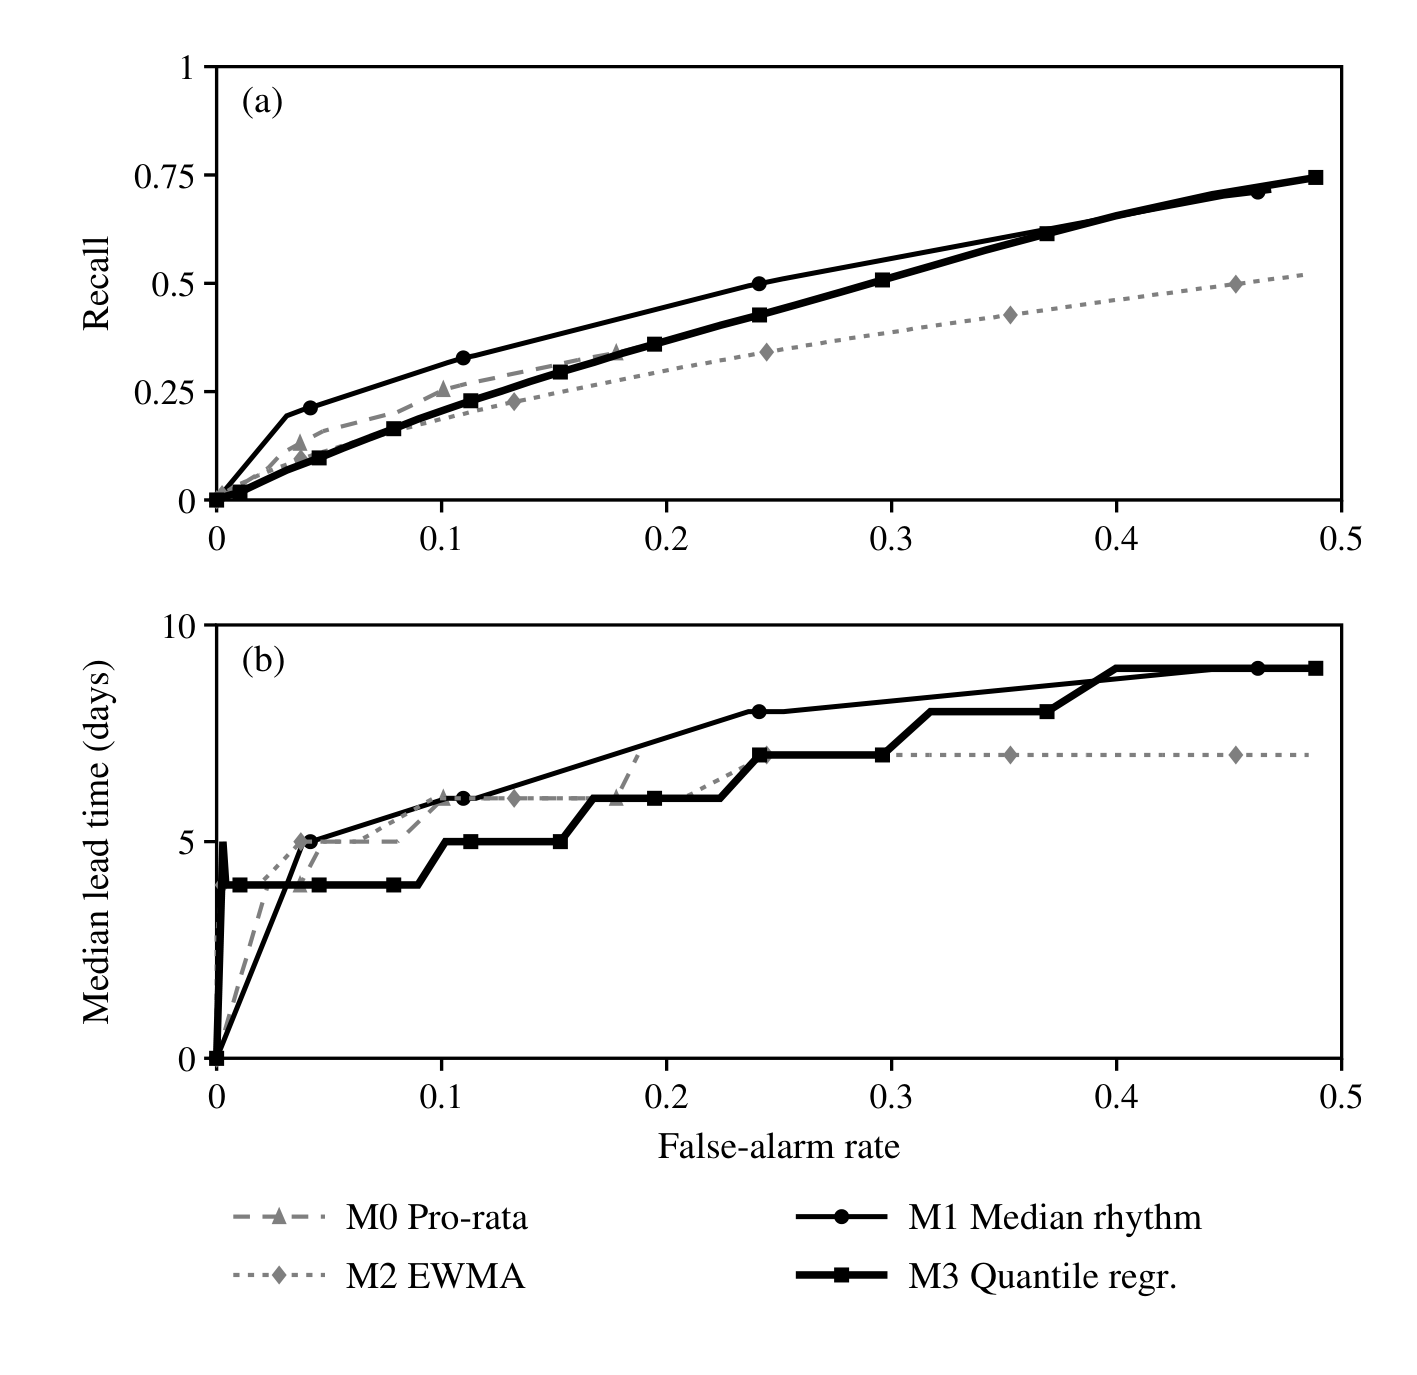 1
(a)
0.75
Recall
0.5
0.25
0
0 0.1 0.2 0.3 0.4 0.5
10
(b)
Median lead time (days)
5
0
0 0.1 0.2 0.3 0.4 0.5
False-alarm rate
M0 Pro-rata M1 Median rhythm
M2 EWMA M3 Quantile regr.